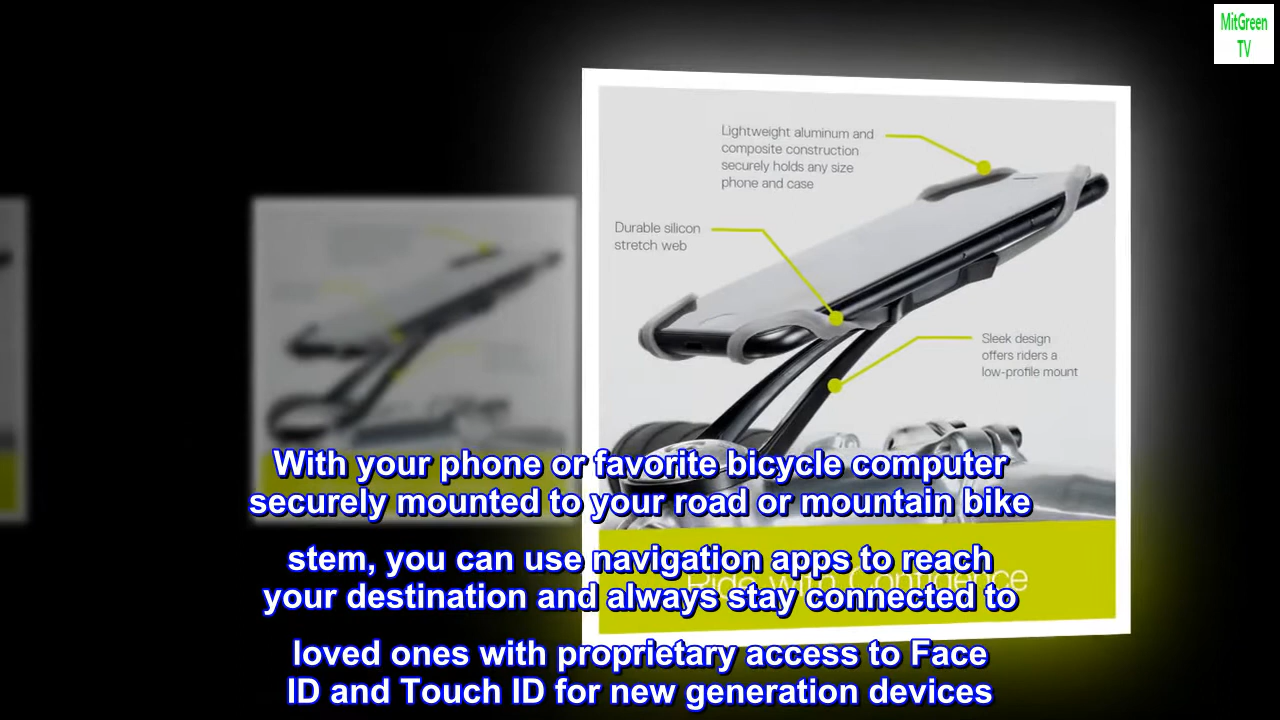 MitGreen
TV
Lightweight aluminum and
composite construction
securely holds any size
phone and case
Durable silicon
stretch web
Sleek design
offers riders a
low-profile mount
With your phone or favorite bicycle computer
securely mounted to your road or mountain bike
stem, you can use navigation apps to reach
Ride with Confidence
your destination and always stay connected to
loved ones with proprietary access to Face
ID and Touch ID for new generation devices